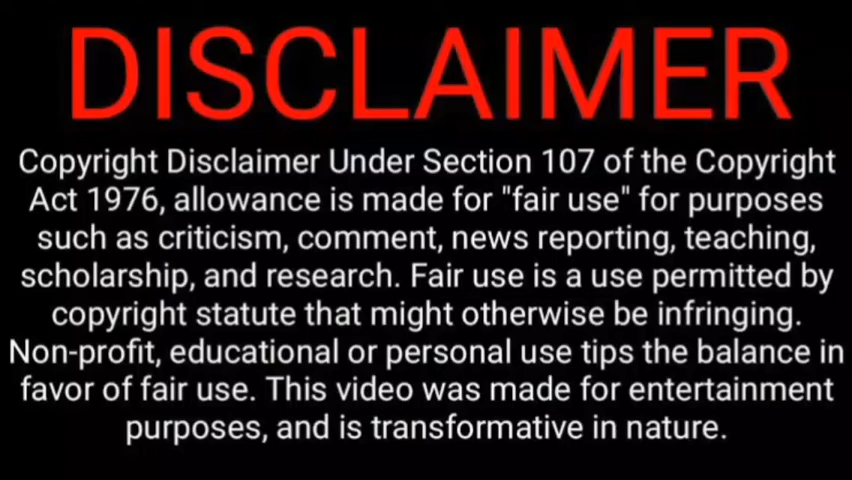 DISCLAIMER
Copyright Disclaimer Under Section 107 of the Copyright
Act 1976, allowance is made for "fair use" for purposes
such as criticism, comment, news reporting, teaching,
scholarship, and research. Fair use is a use permitted by
copyright statute that might otherwise be infringing.
Non-profit, educational or personal use tips the balance in
favor of fair use. This video was made for entertainment
purposes, and is transformative in nature.